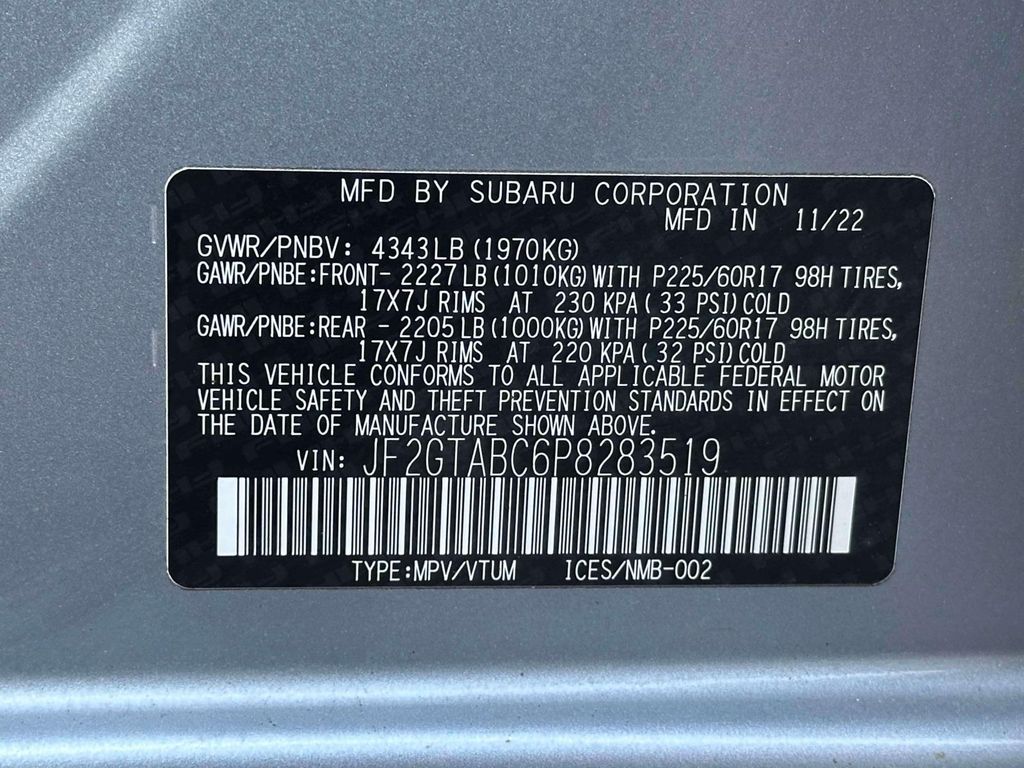 MFD BY SUBARU CORPORATION
MFD IN 11/22
GVWR/PNBV: 4343LB (1970KG)
GAWR/PNBE:FRONT- 2227LB (1010KG) WITH P225/60R17 98H TIRES,
17X7J RIMS AT 230 KPA ( 33 PSI) COLD
GAWR/PNBE:REAR - 2205LB (1000KG) WITH P225/60R17 98H TIRES,
17X7J RIMS AT 220 KPA ( 32 PSI) COLD
THIS VEHICLE CONFORMS TO ALL APPLICABLE FEDERAL MOTOR
VEHICLE SAFETY AND THEFT PREVENTION STANDARDS IN EFFECT ON
THE DATE OF MANUFACTURE SHOWN ABOVE.
VIN: JF2GTABC6P8283519
TYPE:MPV/VTUM ICES/NMB-002